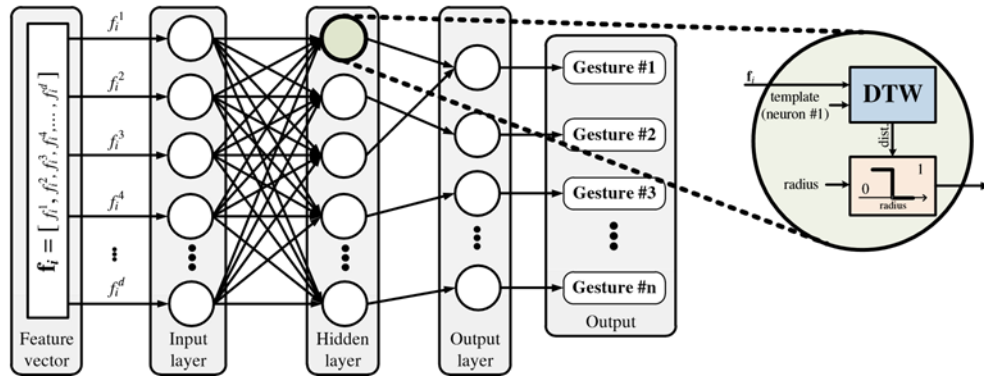 f_i = [ f_i^1, f_i^2, f_i^3, f_i^4, ..., f_i^d ]
f_i^1
f_i^2
f_i^3
f_i^4
...
f_i^d
Feature
vector
Input
layer
Hidden
layer
Output
layer
Gesture #1
Gesture #2
Gesture #3
Gesture #n
Output
f_i
template
(neuron #1)
DTW
dist.
radius
1
0
radius